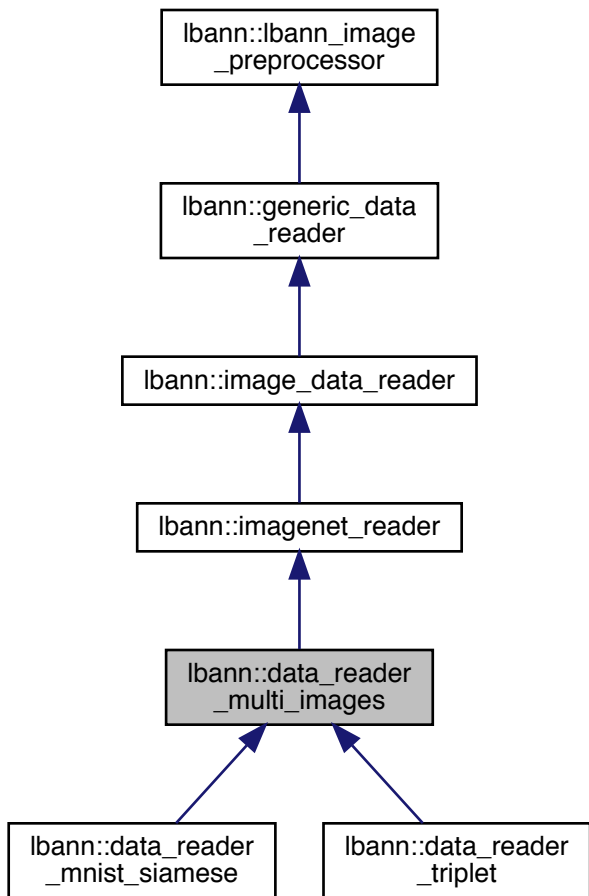 lbann::lbann_image
_preprocessor
lbann::generic_data
_reader
lbann::image_data_reader
lbann::imagenet_reader
lbann::data_reader
_multi_images
lbann::data_reader
_mnist_siamese
lbann::data_reader
_triplet